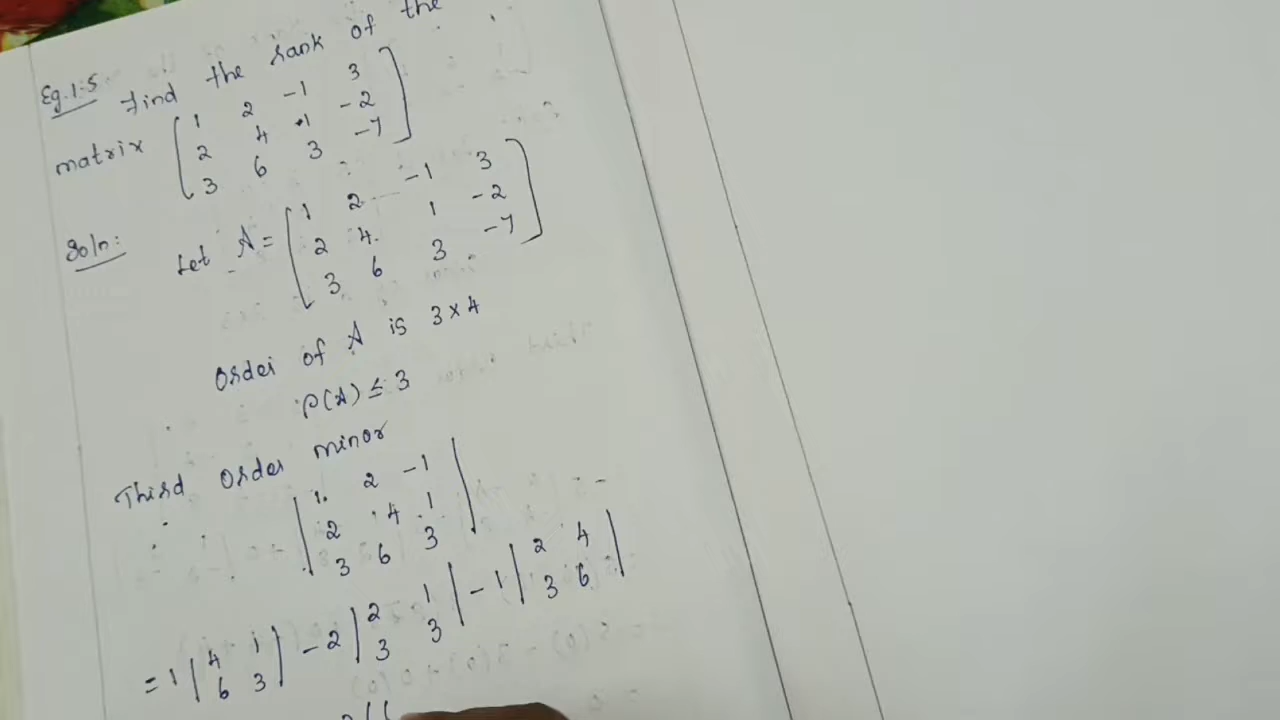 Eg.1.5 Find the rank of the
matrix [ 1 2 -1 3
2 4 1 -2
3 6 3 -7 ]
Soln:
Let A = [ 1 2 -1 3
2 4 1 -2
3 6 3 -7 ]
Order of A is 3×4
ρ(A) ≤ 3
Third Order minor
| 1 2 -1 |
| 2 4 1 |
| 3 6 3 |
= 1 | 4 1 | - 2 | 2 1 | - 1 | 2 4 |
| 6 3 | | 3 3 | | 3 6 |